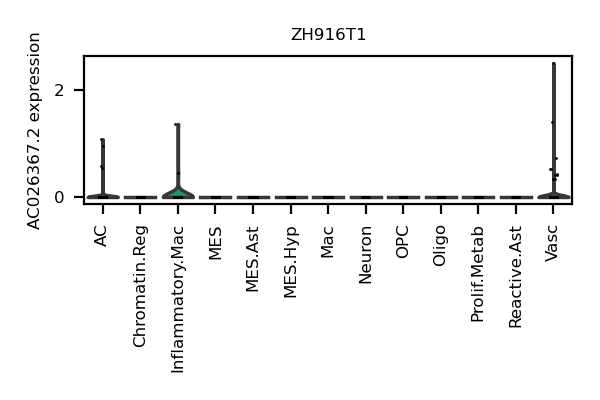 ZH916T1
AC026367.2 expression
2
0
AC
Chromatin.Reg
Inflammatory.Mac
MES
MES.Ast
MES.Hyp
Mac
Neuron
OPC
Oligo
Prolif.Metab
Reactive.Ast
Vasc